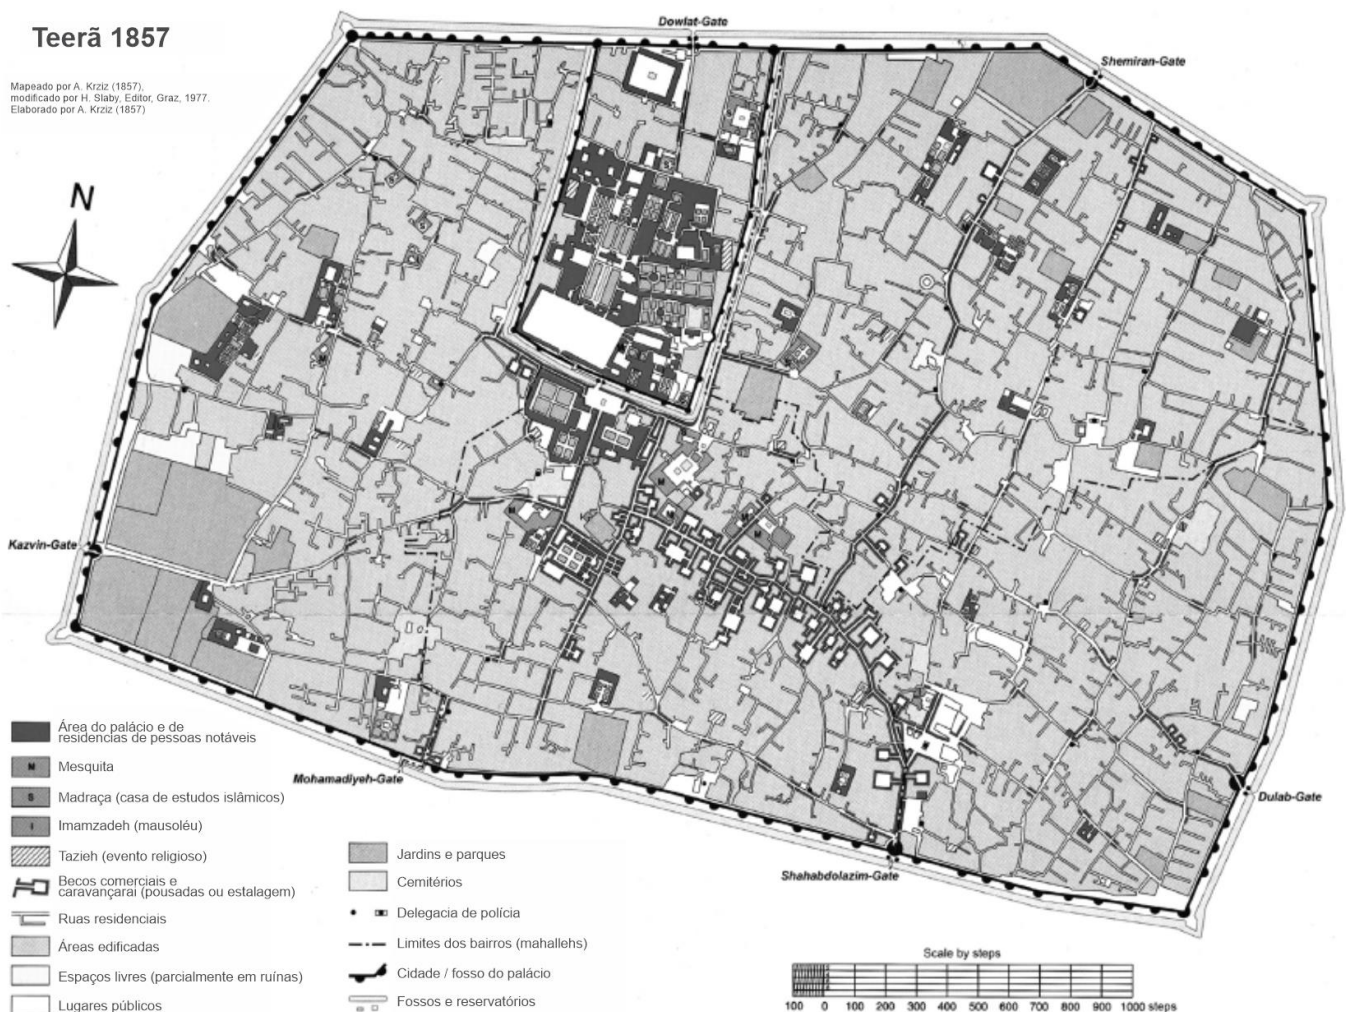 Teerã 1857
Mapeado por A. Krziz (1857),
modificado por H. Slaby, Editor, Graz, 1977.
Elaborado por A. Krziz (1857)
N
Dowlat-Gate
Shemiran-Gate
Kazvin-Gate
Mohamadiyeh-Gate
Shahabdolazim-Gate
Dulab-Gate
Área do palácio e de
residencias de pessoas notáveis
M Mesquita
S Madraça (casa de estudos islâmicos)
I Imamzadeh (mausoléu)
Tazieh (evento religioso)
Becos comerciais e
caravançarai (pousadas ou estalagem)
Ruas residenciais
Áreas edificadas
Espaços livres (parcialmente em ruínas)
Lugares públicos
Jardins e parques
Cemitérios
Delegacia de polícia
Limites dos bairros (mahallehs)
Cidade / fosso do palácio
Fossos e reservatórios
Scale by steps
100 0 100 200 300 400 500 600 700 800 900 1000 steps